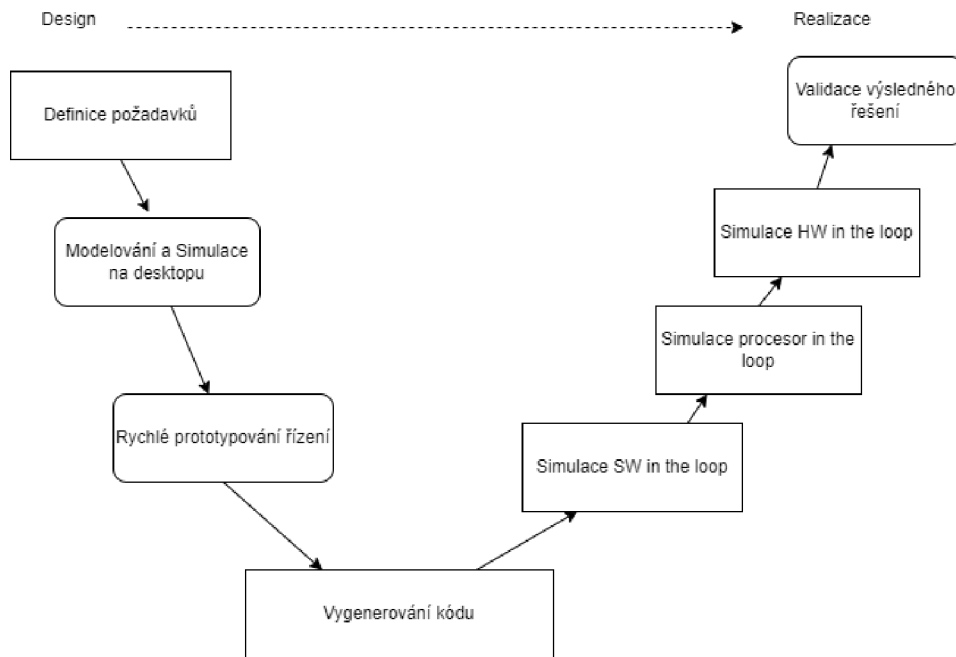 Design
Realizace
Definice požadavků
Modelování a Simulace
na desktopu
Rychlé prototypování řízení
Vygenerování kódu
Simulace SW in the loop
Simulace procesor in the
loop
Simulace HW in the loop
Validace výsledného
řešení